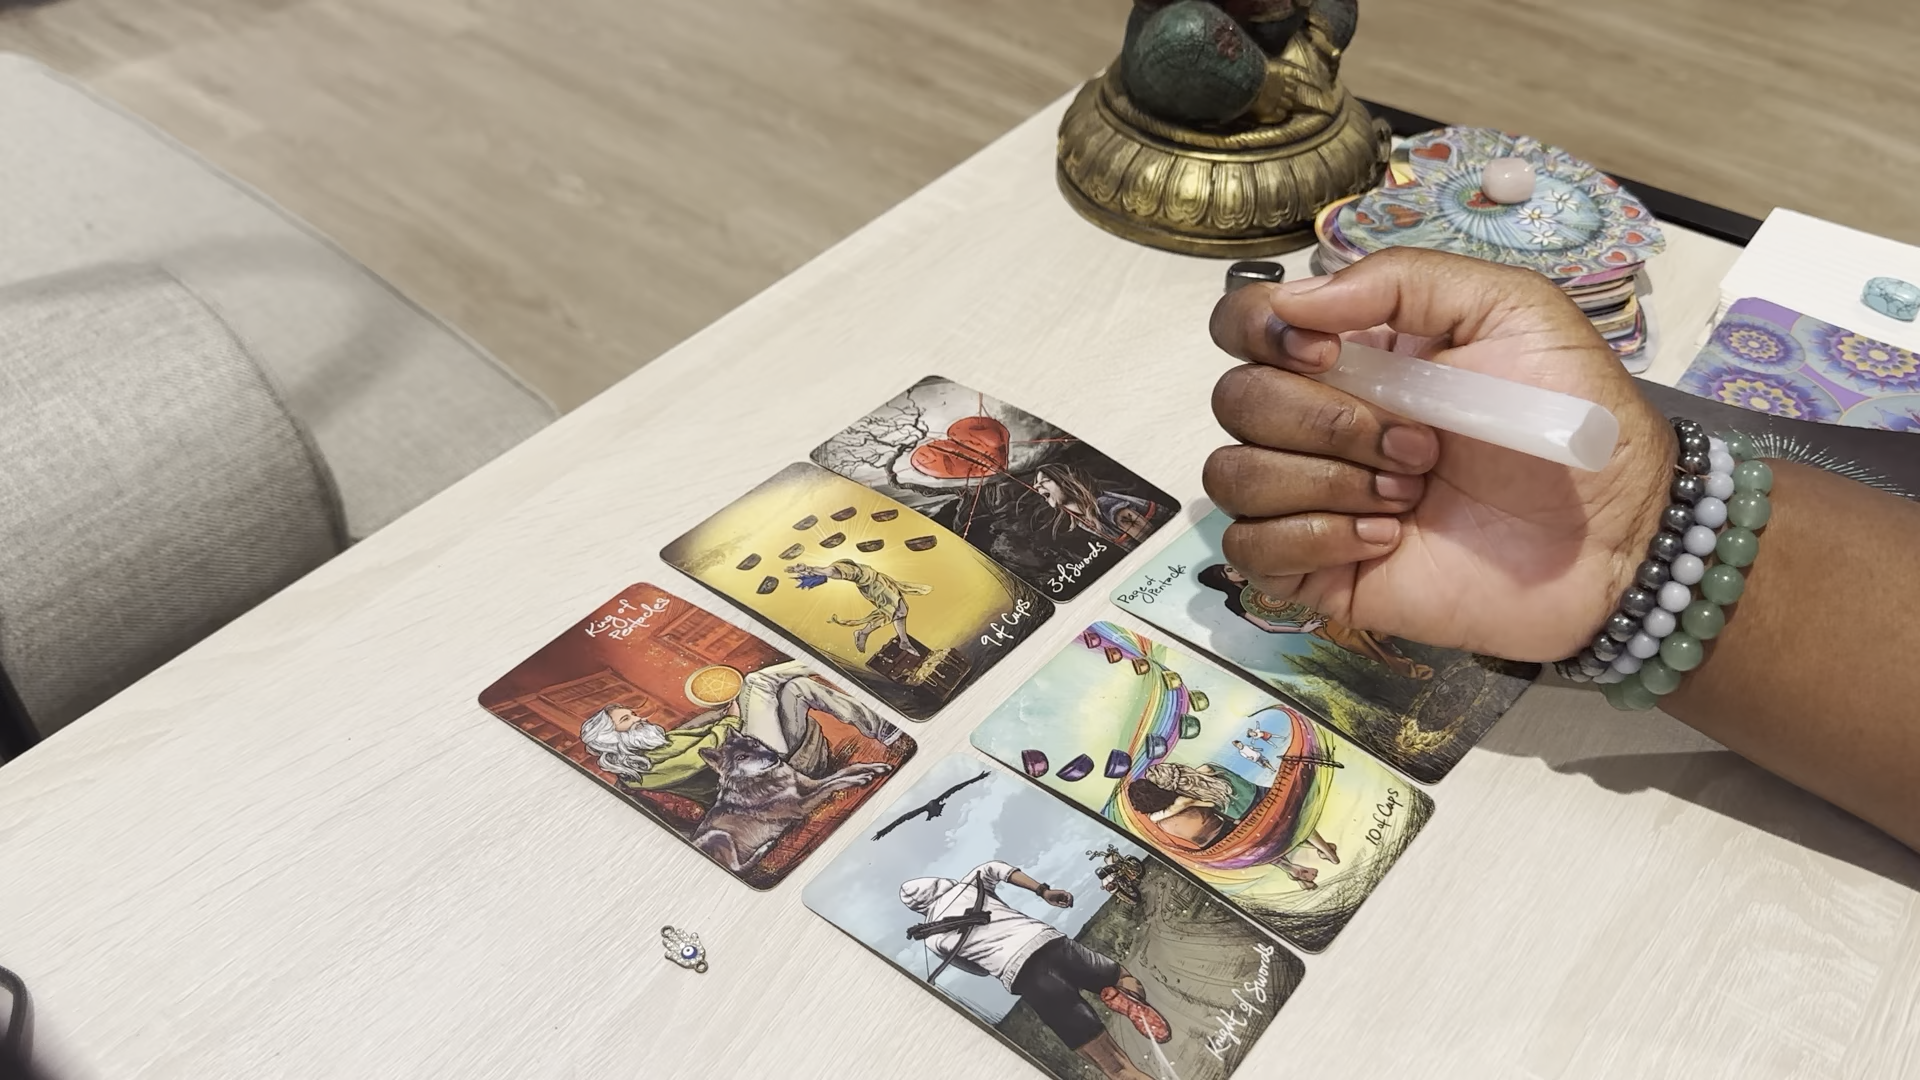 3 of Swords
9 of Cups
King of
Pentacles
Page of
Pentacles
10 of Cups
Knight of Swords